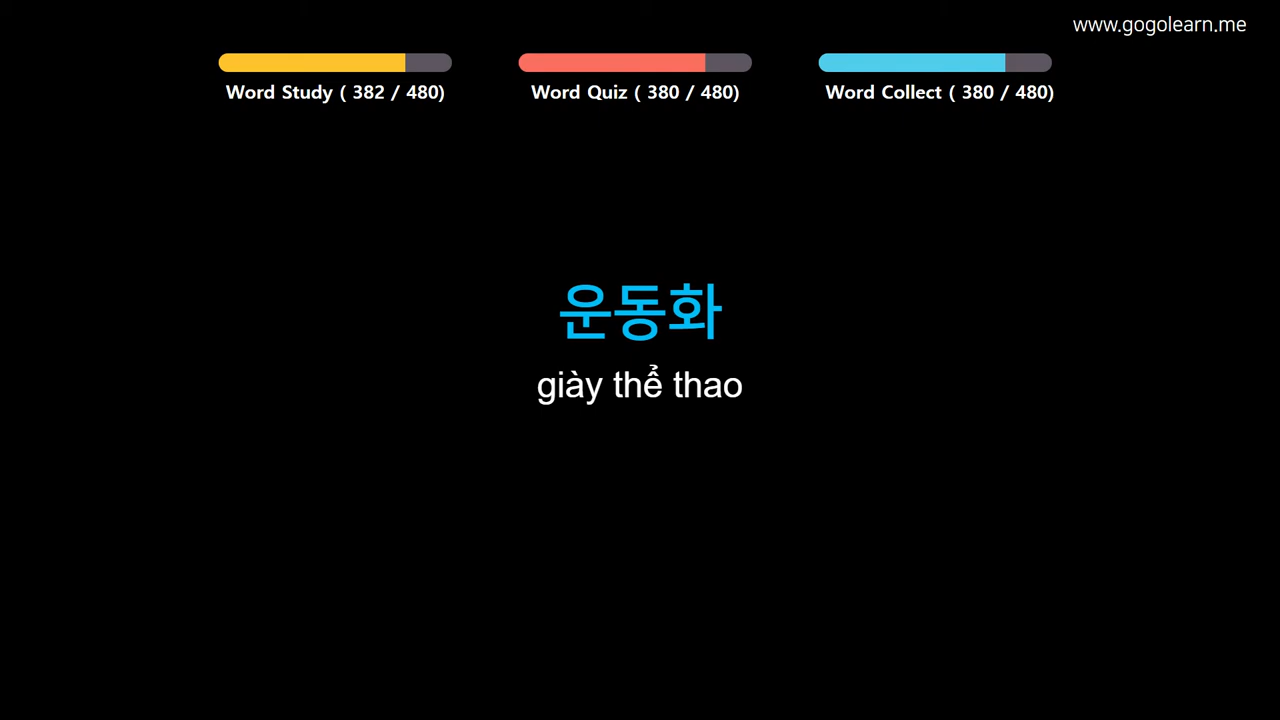 www.gogolearn.me
Word Study ( 382 / 480)
Word Quiz ( 380 / 480)
Word Collect ( 380 / 480)
운동화
giày thể thao